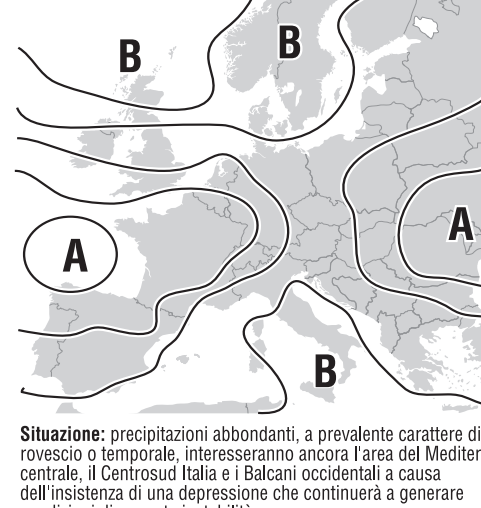 B
B
A
A
B
Situazione: precipitazioni abbondanti, a prevalente carattere di
rovescio o temporale, interesseranno ancora l'area del Mediter
centrale, il Centrosud Italia e i Balcani occidentali a causa
dell'insistenza di una depressione che continuerà a generare